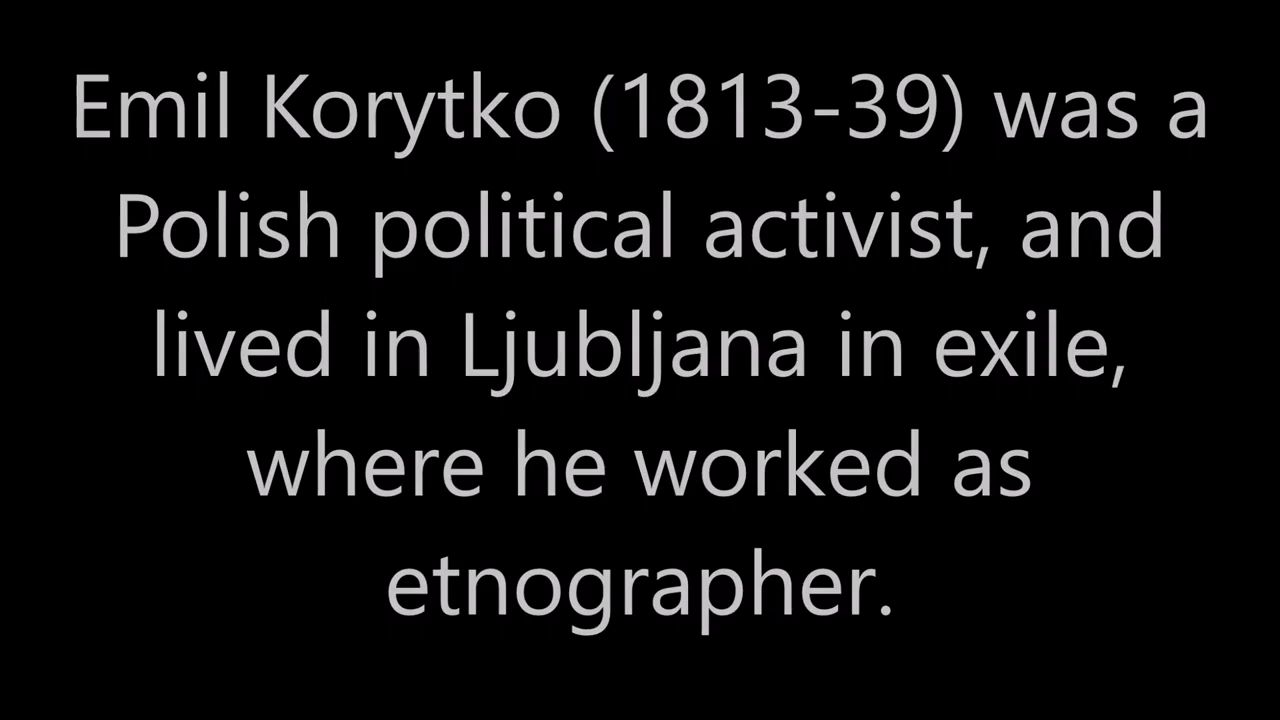 Emil Korytko (1813-39) was a
Polish political activist, and
lived in Ljubljana in exile,
where he worked as
etnographer.